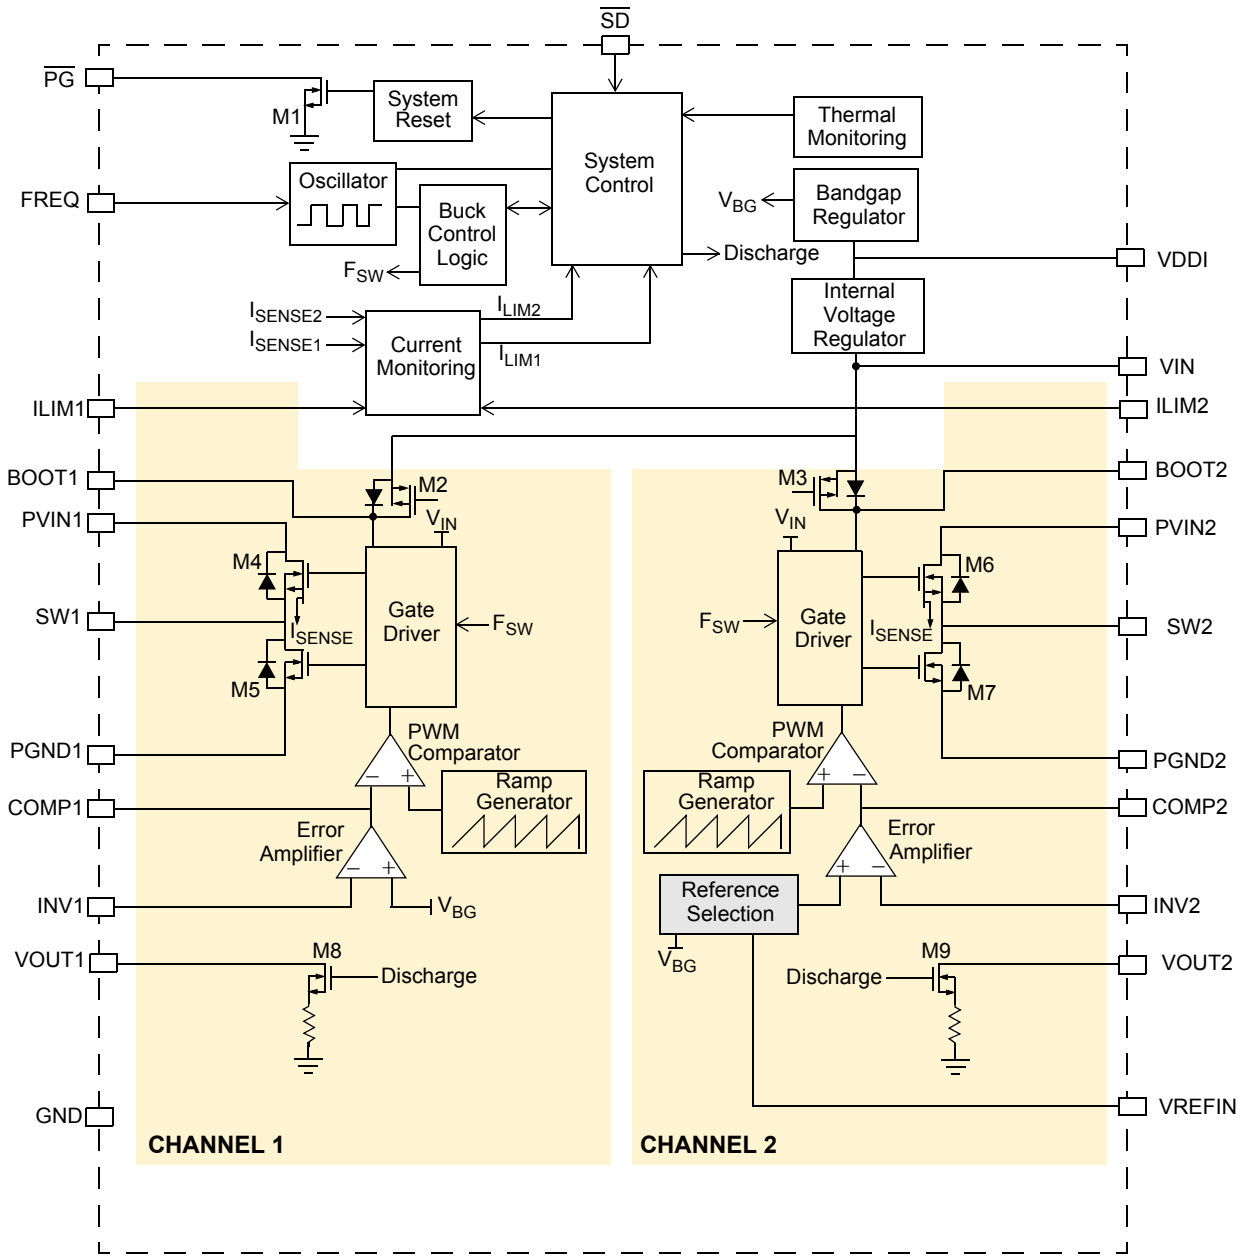 SD
PG
M1
System
Reset
System
Control
Thermal
Monitoring
FREQ
Oscillator
Buck
Control
Logic
FSW
VBG
Bandgap
Regulator
Discharge
VDDI
Internal
Voltage
Regulator
ISENSE2
ISENSE1
Current
Monitoring
ILIM2
ILIM1
VIN
ILIM1
ILIM2
BOOT1
M2
M3
BOOT2
PVIN1
VIN
VIN
PVIN2
M4
M6
SW1
ISENSE
Gate
Driver
FSW
FSW
Gate
Driver
ISENSE
SW2
M5
M7
PGND1
PWM
Comparator
− +
PWM
Comparator
+ −
PGND2
COMP1
Ramp
Generator
Ramp
Generator
COMP2
Error
Amplifier
− +
Error
Amplifier
+ −
INV1
VBG
Reference
Selection
VBG
INV2
VOUT1
M8
Discharge
Discharge
M9
VOUT2
GND
VREFIN
CHANNEL 1
CHANNEL 2